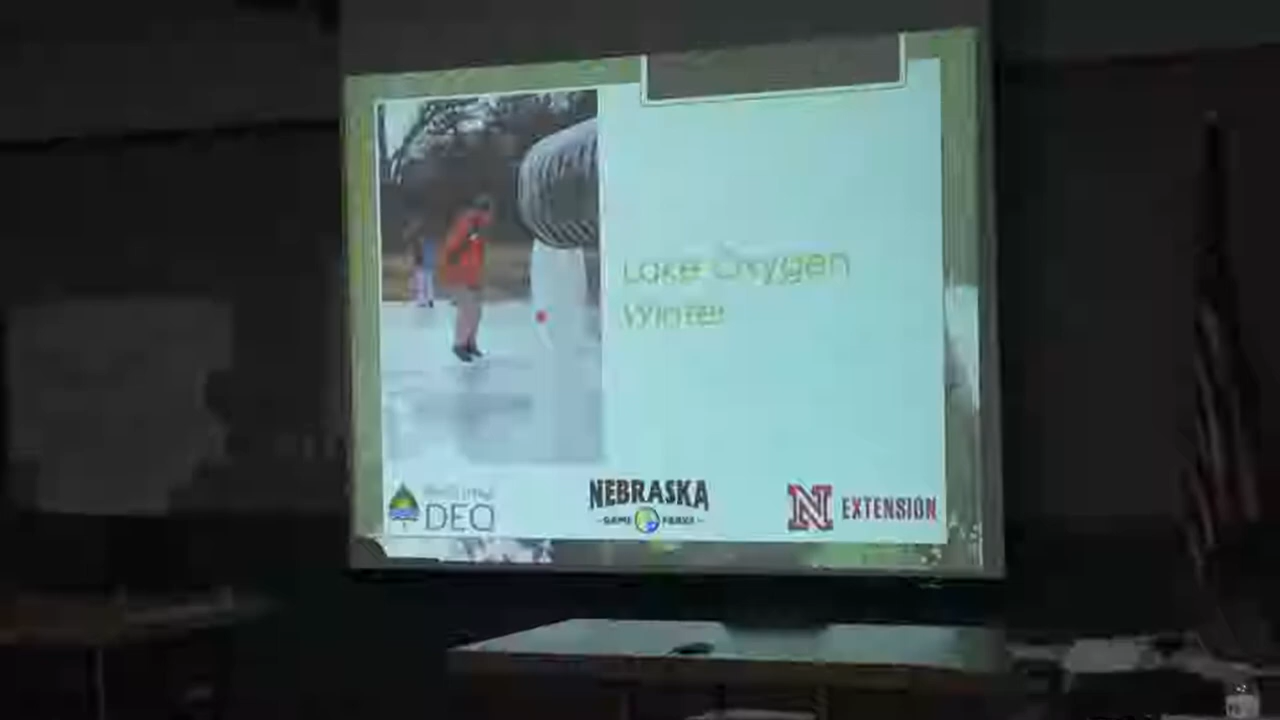 Lake Oxygen
Winter
DEQ
NEBRASKA
GAME PARKS
EXTENSION